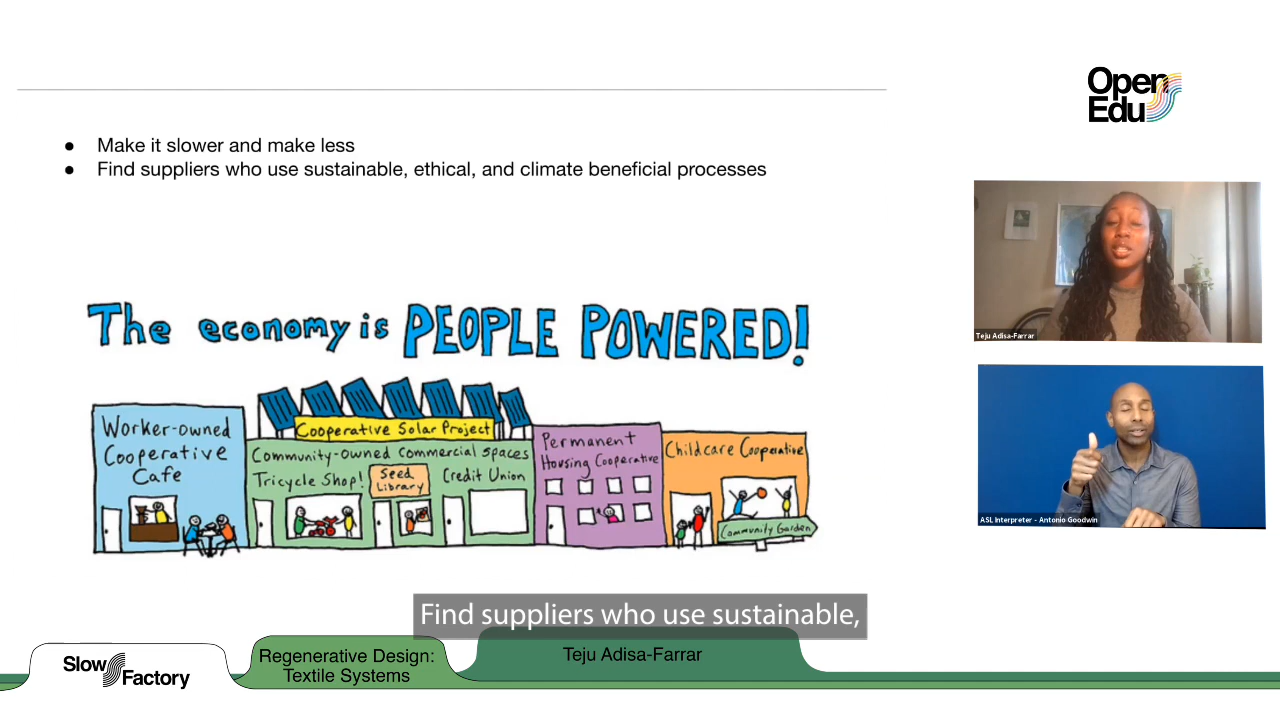 Open
Edu
● Make it slower and make less
● Find suppliers who use sustainable, ethical, and climate beneficial processes
Teju Adisa-Farrar
The economy is PEOPLE POWERED!
Worker-owned
Cooperative
Cafe
Cooperative Solar Project
Community-owned Commercial Spaces
Tricycle Shop!
Seed
Library
Credit Union
Permanent
Housing Cooperative
Childcare Cooperative
Community Garden
ASL Interpreter - Antonio Goodwin
Find suppliers who use sustainable,
Slow
Factory
Regenerative Design:
Textile Systems
Teju Adisa-Farrar